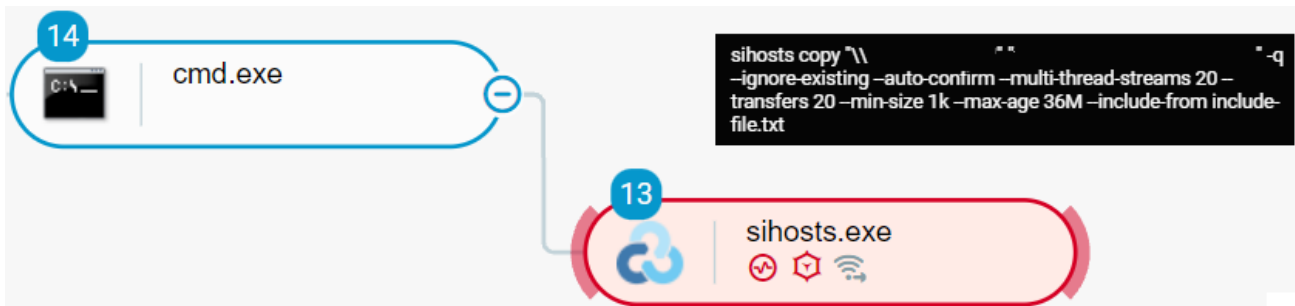 14
cmd.exe
C:\
sihosts copy "\\ " " " -q
–ignore-existing –auto-confirm –multi-thread-streams 20 –
transfers 20 –min-size 1k –max-age 36M –include-from include-
file.txt
13
sihosts.exe